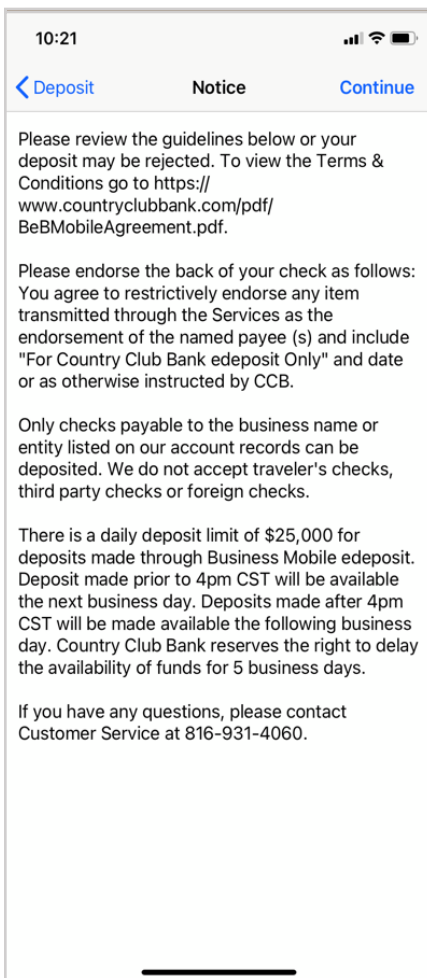 10:21
Deposit Notice Continue
Please review the guidelines below or your
deposit may be rejected. To view the Terms &
Conditions go to https://
www.countryclubbank.com/pdf/
BeBMobileAgreement.pdf.
Please endorse the back of your check as follows:
You agree to restrictively endorse any item
transmitted through the Services as the
endorsement of the named payee (s) and include
"For Country Club Bank edeposit Only" and date
or as otherwise instructed by CCB.
Only checks payable to the business name or
entity listed on our account records can be
deposited. We do not accept traveler's checks,
third party checks or foreign checks.
There is a daily deposit limit of $25,000 for
deposits made through Business Mobile edeposit.
Deposit made prior to 4pm CST will be available
the next business day. Deposits made after 4pm
CST will be made available the following business
day. Country Club Bank reserves the right to delay
the availability of funds for 5 business days.
If you have any questions, please contact
Customer Service at 816-931-4060.